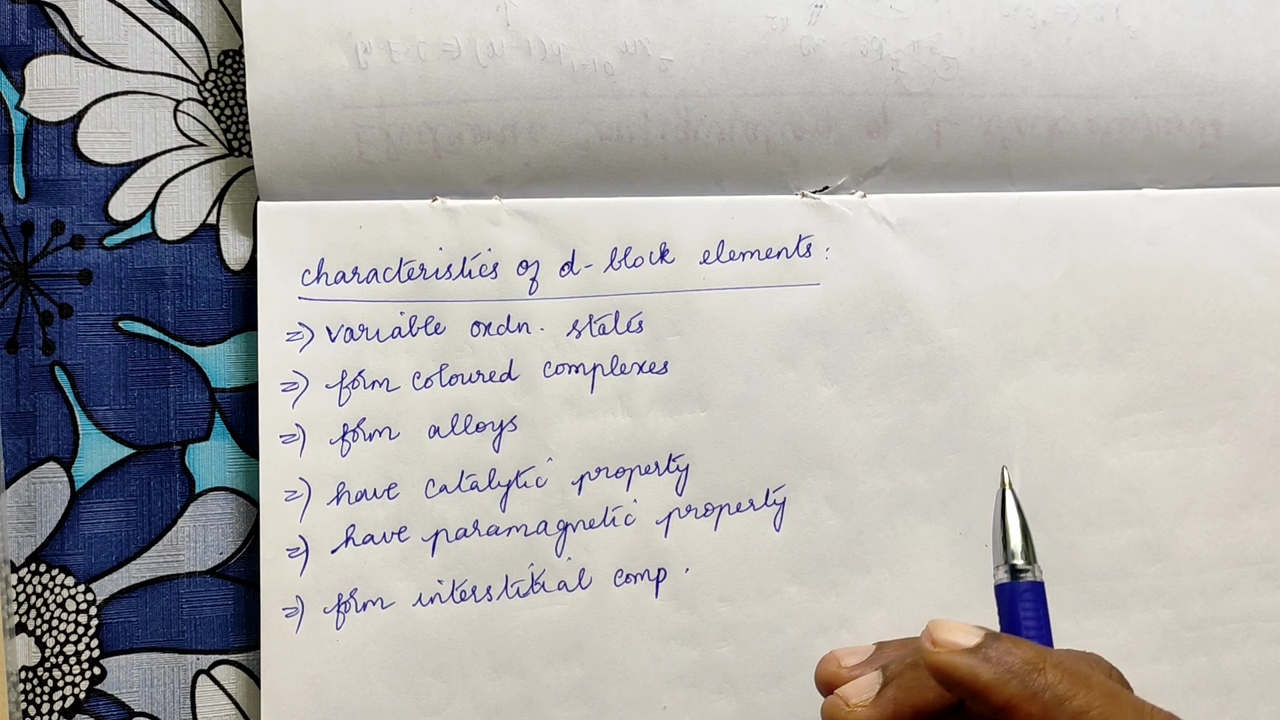 characteristics of d-block elements:
=) variable oxdn. states
=) form coloured complexes
=) form alloys
=) have catalytic property
=) have paramagnetic property
=) form interstitial comp.